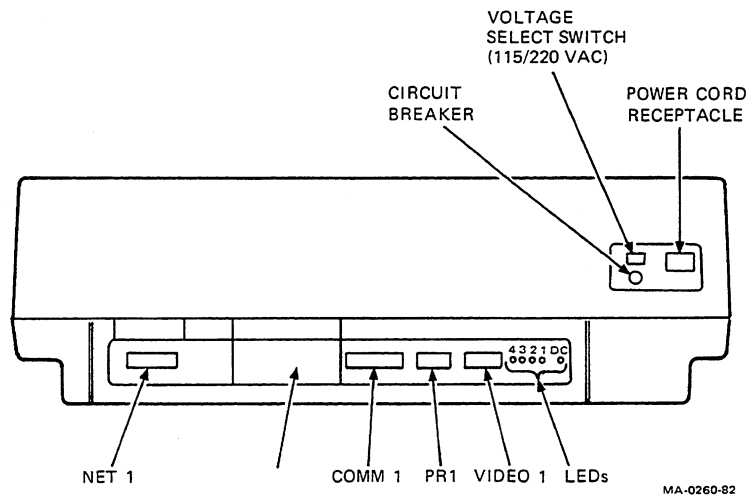 VOLTAGE
SELECT SWITCH
(115/220 VAC)
CIRCUIT
BREAKER
POWER CORD
RECEPTACLE
4 3 2 1 DC
NET 1
COMM 1
PR1
VIDEO 1
LEDs
MA-0260-82